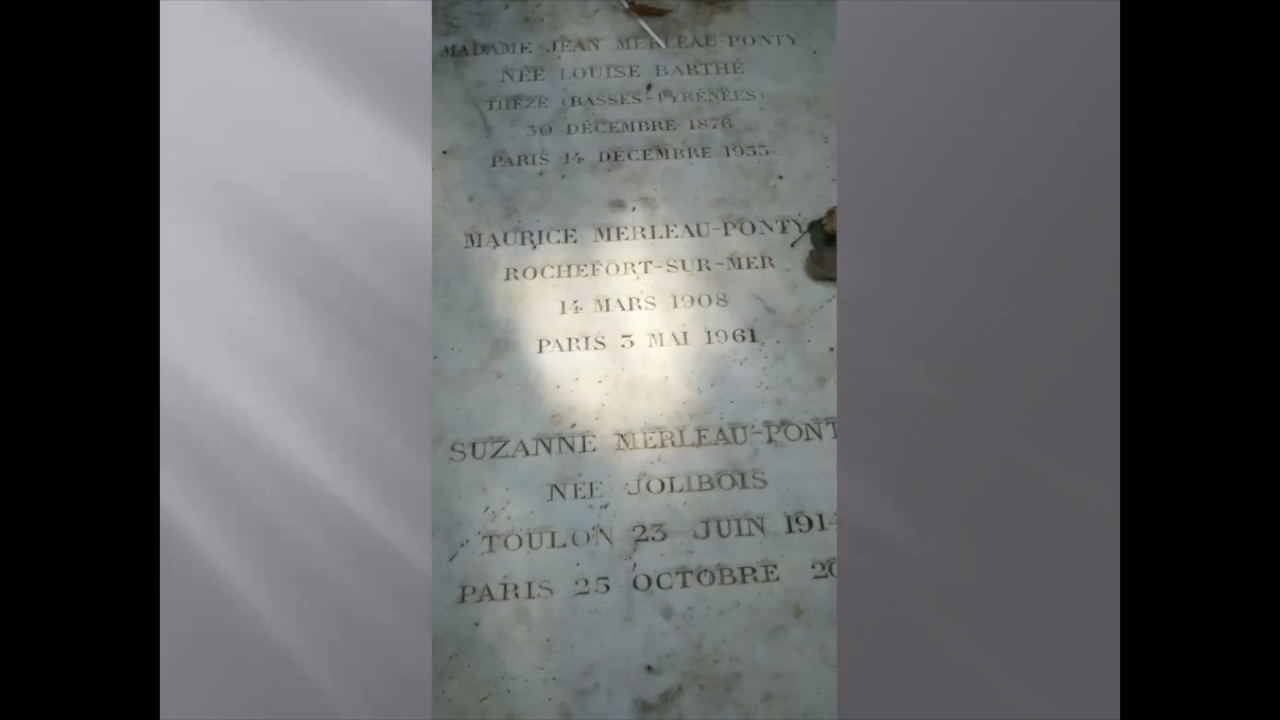 MADAME JEAN MERLEAU-PONTY
NÉE LOUISE BARTHÉ
THÈZE (BASSES-PYRÉNÉES)
30 DÉCEMBRE 1876
PARIS 14 DÉCEMBRE 1953
MAURICE MERLEAU-PONTY
ROCHEFORT-SUR-MER
14 MARS 1908
PARIS 3 MAI 1961
SUZANNE MERLEAU-PONT
NÉE JOLIBOIS
TOULON 23 JUIN 1914
PARIS 25 OCTOBRE 20